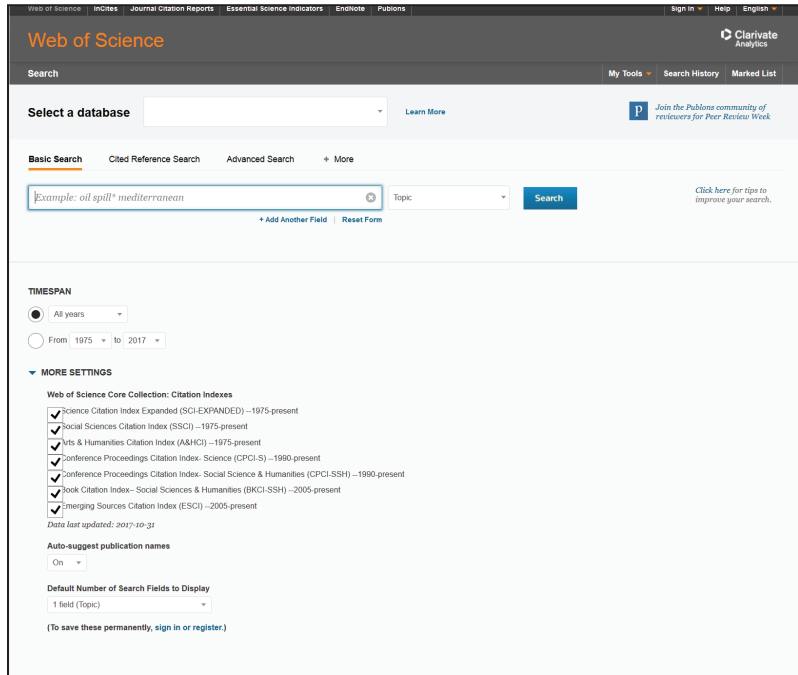 Web of Science InCites Journal Citation Reports Essential Science Indicators EndNote Publons Sign In Help English
Web of Science
Clarivate
Analytics
Search My Tools Search History Marked List
Select a database Learn More
p
Join the Publons community of
reviewers for Peer Review Week
Basic Search Cited Reference Search Advanced Search + More
Example: oil spill* mediterranean Topic Search
Click here for tips to
improve your search.
+ Add Another Field | Reset Form
TIMESPAN
All years
From 1975 to 2017
MORE SETTINGS
Web of Science Core Collection: Citation Indexes
Science Citation Index Expanded (SCI-EXPANDED) --1975-present
Social Sciences Citation Index (SSCI) --1975-present
Arts & Humanities Citation Index (A&HCI) --1975-present
Conference Proceedings Citation Index- Science (CPCI-S) --1990-present
Conference Proceedings Citation Index- Social Science & Humanities (CPCI-SSH) --1990-present
Book Citation Index– Social Sciences & Humanities (BKCI-SSH) --2005-present
Emerging Sources Citation Index (ESCI) --2005-present
Data last updated: 2017-10-31
Auto-suggest publication names
On
Default Number of Search Fields to Display
1 field (Topic)
(To save these permanently, sign in or register.)